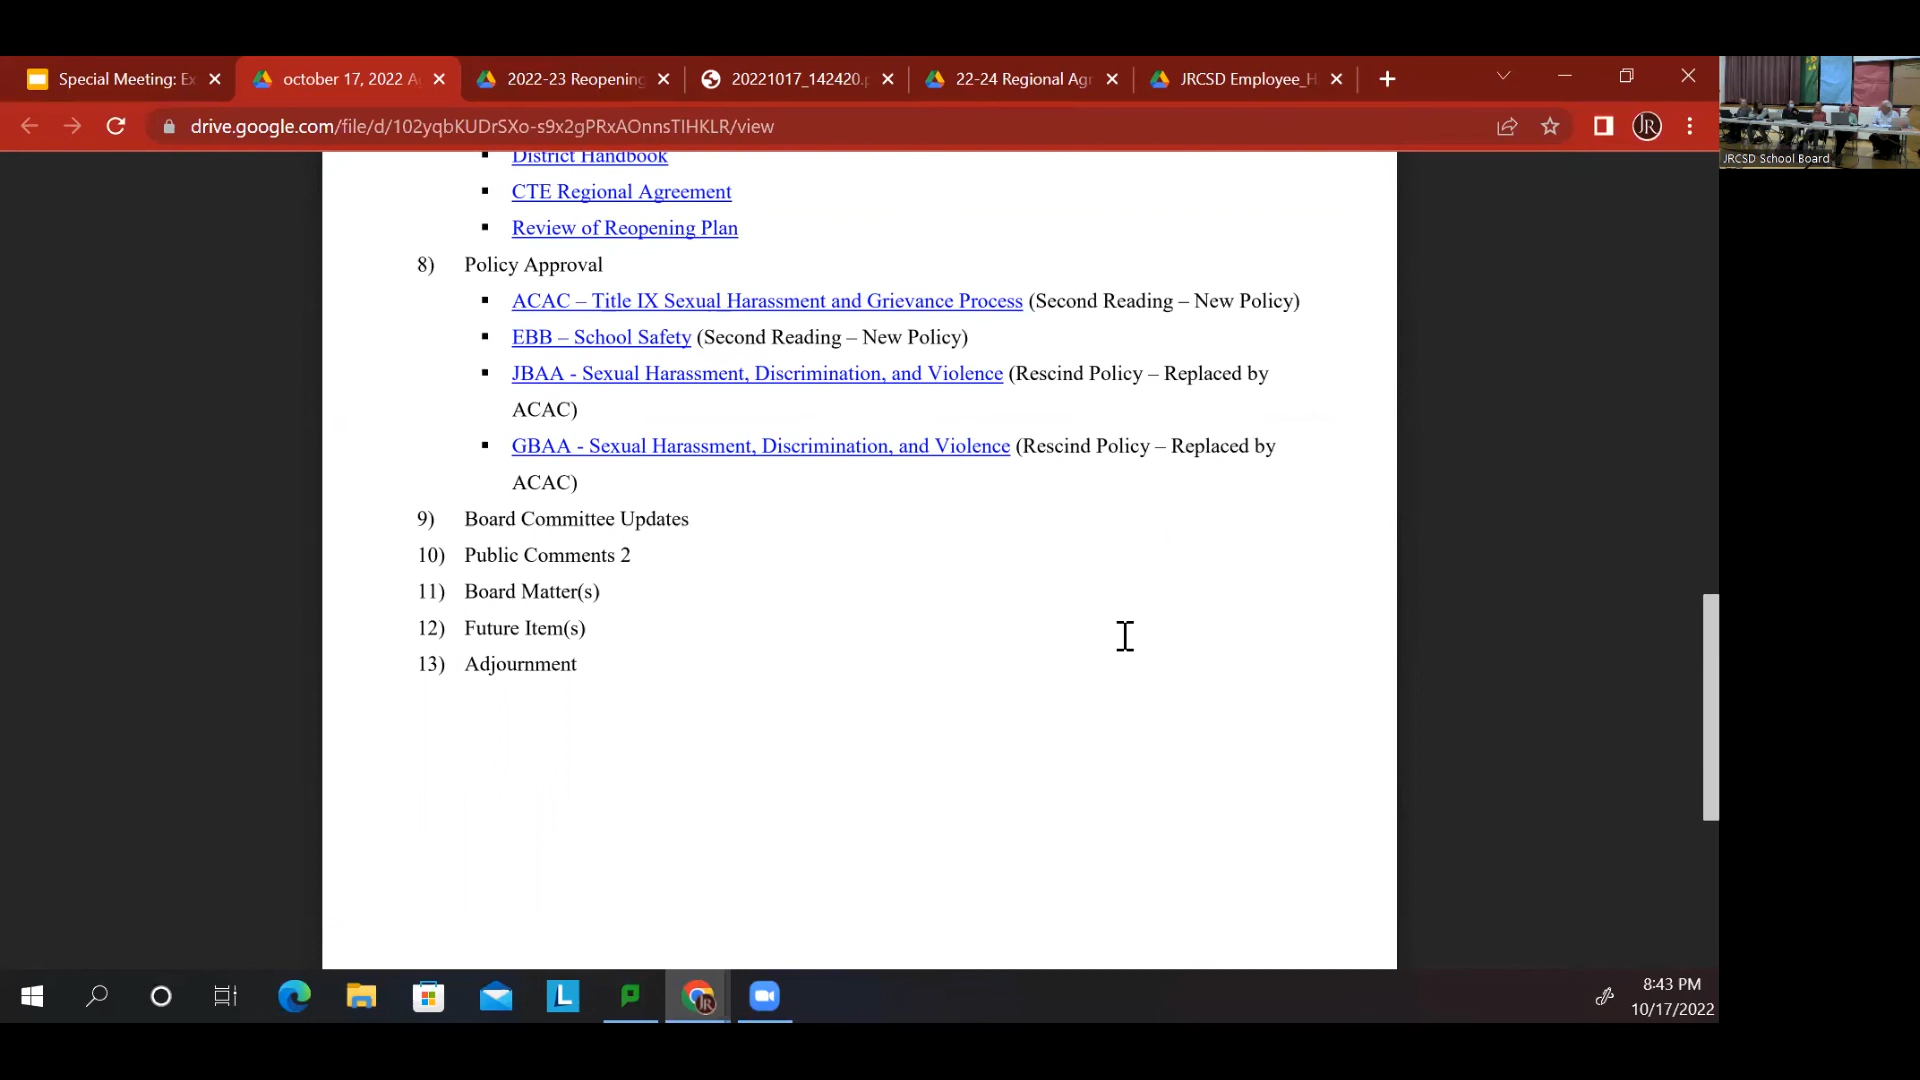 Special Meeting: Ex
october 17, 2022 A
2022-23 Reopening
20221017_142420.p
22-24 Regional Agr
JRCSD Employee_H
drive.google.com/file/d/102yqbKUDrSXo-s9x2gPRxAOnnsTIHKLR/view
JR
JRCSD School Board
▪ District Handbook
▪ CTE Regional Agreement
▪ Review of Reopening Plan
8) Policy Approval
▪ ACAC – Title IX Sexual Harassment and Grievance Process (Second Reading – New Policy)
▪ EBB – School Safety (Second Reading – New Policy)
▪ JBAA - Sexual Harassment, Discrimination, and Violence (Rescind Policy – Replaced by
ACAC)
▪ GBAA - Sexual Harassment, Discrimination, and Violence (Rescind Policy – Replaced by
ACAC)
9) Board Committee Updates
10) Public Comments 2
11) Board Matter(s)
12) Future Item(s)
13) Adjournment
L
JR
8:43 PM
10/17/2022